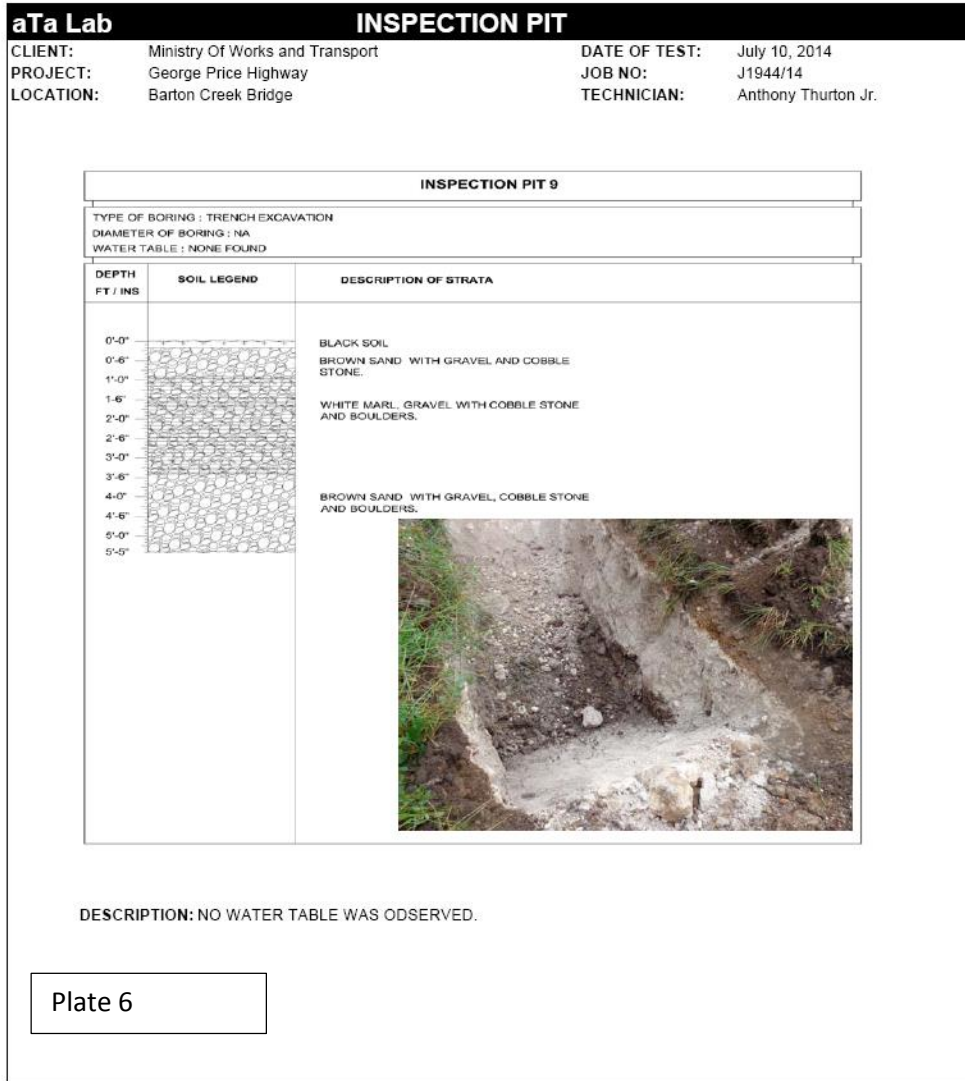 aTa Lab INSPECTION PIT
CLIENT: Ministry Of Works and Transport DATE OF TEST: July 10, 2014
PROJECT: George Price Highway JOB NO: J1944/14
LOCATION: Barton Creek Bridge TECHNICIAN: Anthony Thurton Jr.
INSPECTION PIT 9
TYPE OF BORING : TRENCH EXCAVATION
DIAMETER OF BORING : NA
WATER TABLE : NONE FOUND
DEPTH FT / INS SOIL LEGEND DESCRIPTION OF STRATA
0'-0" BLACK SOIL
0'-6" BROWN SAND WITH GRAVEL AND COBBLE
STONE.
1'-0"
1-6" WHITE MARL, GRAVEL WITH COBBLE STONE
2'-0" AND BOULDERS.
2'-6"
3'-0"
3'-6"
4-0" BROWN SAND WITH GRAVEL, COBBLE STONE
4'-6" AND BOULDERS.
5'-0"
5'-5"
DESCRIPTION: NO WATER TABLE WAS ODSERVED.
Plate 6